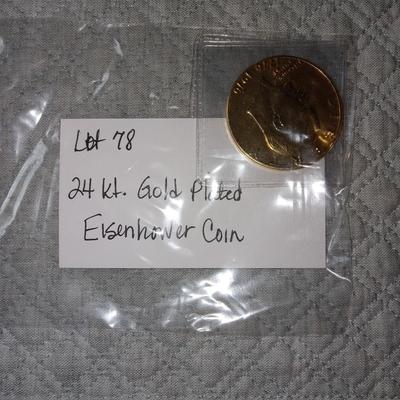 Lot 78
24 Kt. Gold Plated
Eisenhower Coin